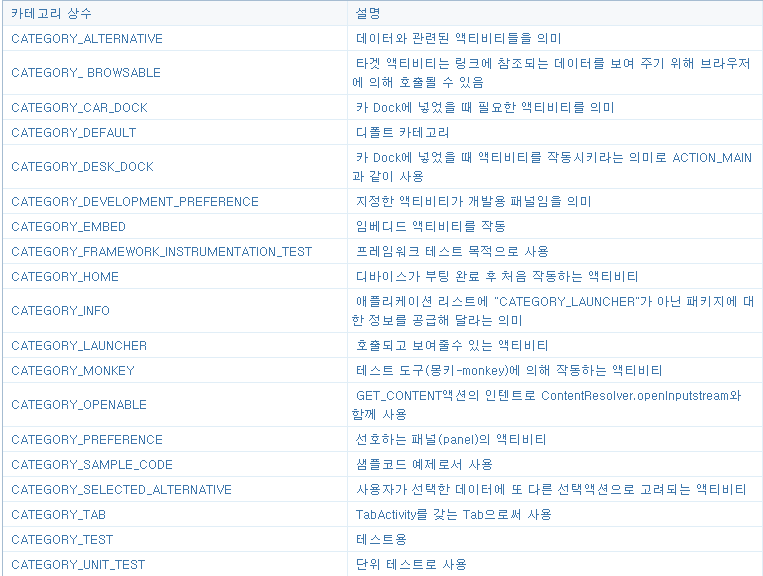 카테고리 상수 설명
CATEGORY_ALTERNATIVE 데이터와 관련된 액티비티들을 의미
CATEGORY_ BROWSABLE 타겟 액티비티는 링크에 참조되는 데이터를 보여 주기 위해 브라우저
에 의해 호출될 수 있음
CATEGORY_CAR_DOCK 카 Dock에 넣었을 때 필요한 액티비티를 의미
CATEGORY_DEFAULT 디폴트 카테고리
CATEGORY_DESK_DOCK 카 Dock에 넣었을 때 액티비티를 작동시키라는 의미로 ACTION_MAIN
과 같이 사용
CATEGORY_DEVELOPMENT_PREFERENCE 지정한 액티비티가 개발용 패널임을 의미
CATEGORY_EMBED 임베디드 액티비티를 작동
CATEGORY_FRAMEWORK_INSTRUMENTATION_TEST 프레임워크 테스트 목적으로 사용
CATEGORY_HOME 디바이스가 부팅 완료 후 처음 작동하는 액티비티
CATEGORY_INFO 애플리케이션 리스트에 "CATEGORY_LAUNCHER"가 아닌 패키지에 대
한 정보를 공급해 달라는 의미
CATEGORY_LAUNCHER 호출되고 보여줄수 있는 액티비티
CATEGORY_MONKEY 테스트 도구(몽키-monkey)에 의해 작동하는 액티비티
CATEGORY_OPENABLE GET_CONTENT액션의 인텐트로 ContentResolver.openInputstream와
함께 사용
CATEGORY_PREFERENCE 선호하는 패널(panel)의 액티비티
CATEGORY_SAMPLE_CODE 샘플코드 예제로서 사용
CATEGORY_SELECTED_ALTERNATIVE 사용자가 선택한 데이터에 또 다른 선택액션으로 고려되는 액티비티
CATEGORY_TAB TabActivity를 갖는 Tab으로써 사용
CATEGORY_TEST 테스트용
CATEGORY_UNIT_TEST 단위 테스트로 사용